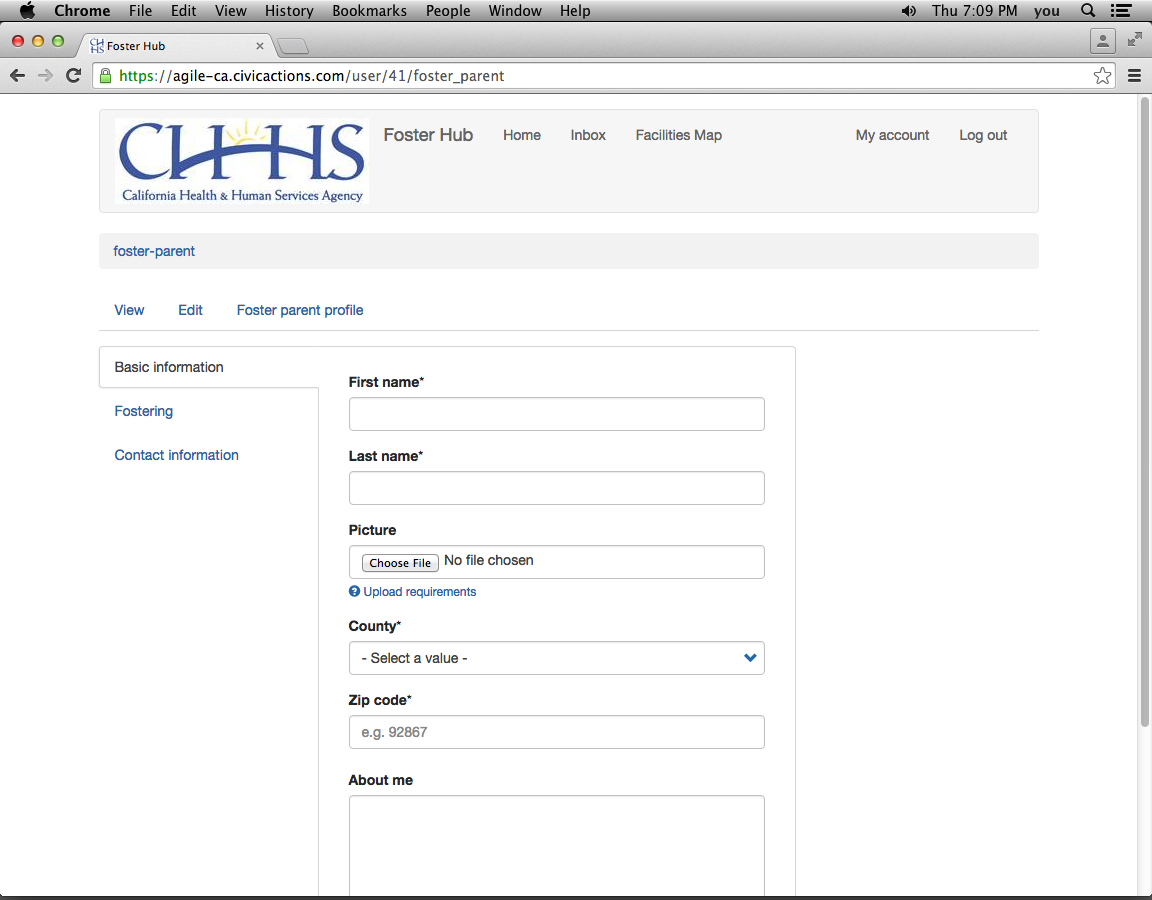 Chrome File Edit View History Bookmarks People Window Help Thu 7:09 PM you
CHHS Foster Hub ×
https://agile-ca.civicactions.com/user/41/foster_parent
CHHS
California Health & Human Services Agency
Foster Hub Home Inbox Facilities Map My account Log out
foster-parent
View Edit Foster parent profile
Basic information
Fostering
Contact information
First name*
Last name*
Picture
Choose File No file chosen
Upload requirements
County*
- Select a value -
Zip code*
e.g. 92867
About me